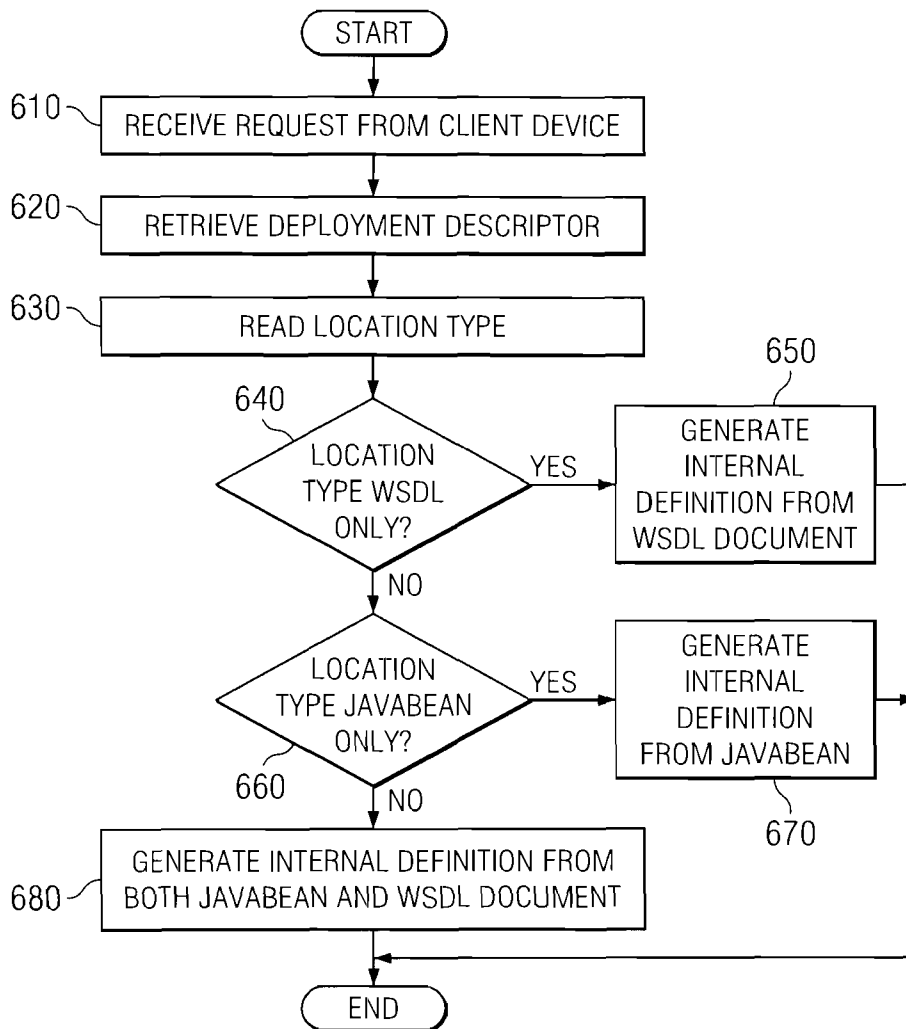 START
610
RECEIVE REQUEST FROM CLIENT DEVICE
620
RETRIEVE DEPLOYMENT DESCRIPTOR
630
READ LOCATION TYPE
640
LOCATION
TYPE WSDL
ONLY?
YES
650
GENERATE
INTERNAL
DEFINITION FROM
WSDL DOCUMENT
NO
LOCATION
TYPE JAVABEAN
ONLY?
660
YES
GENERATE
INTERNAL
DEFINITION
FROM JAVABEAN
670
NO
680
GENERATE INTERNAL DEFINITION FROM
BOTH JAVABEAN AND WSDL DOCUMENT
END